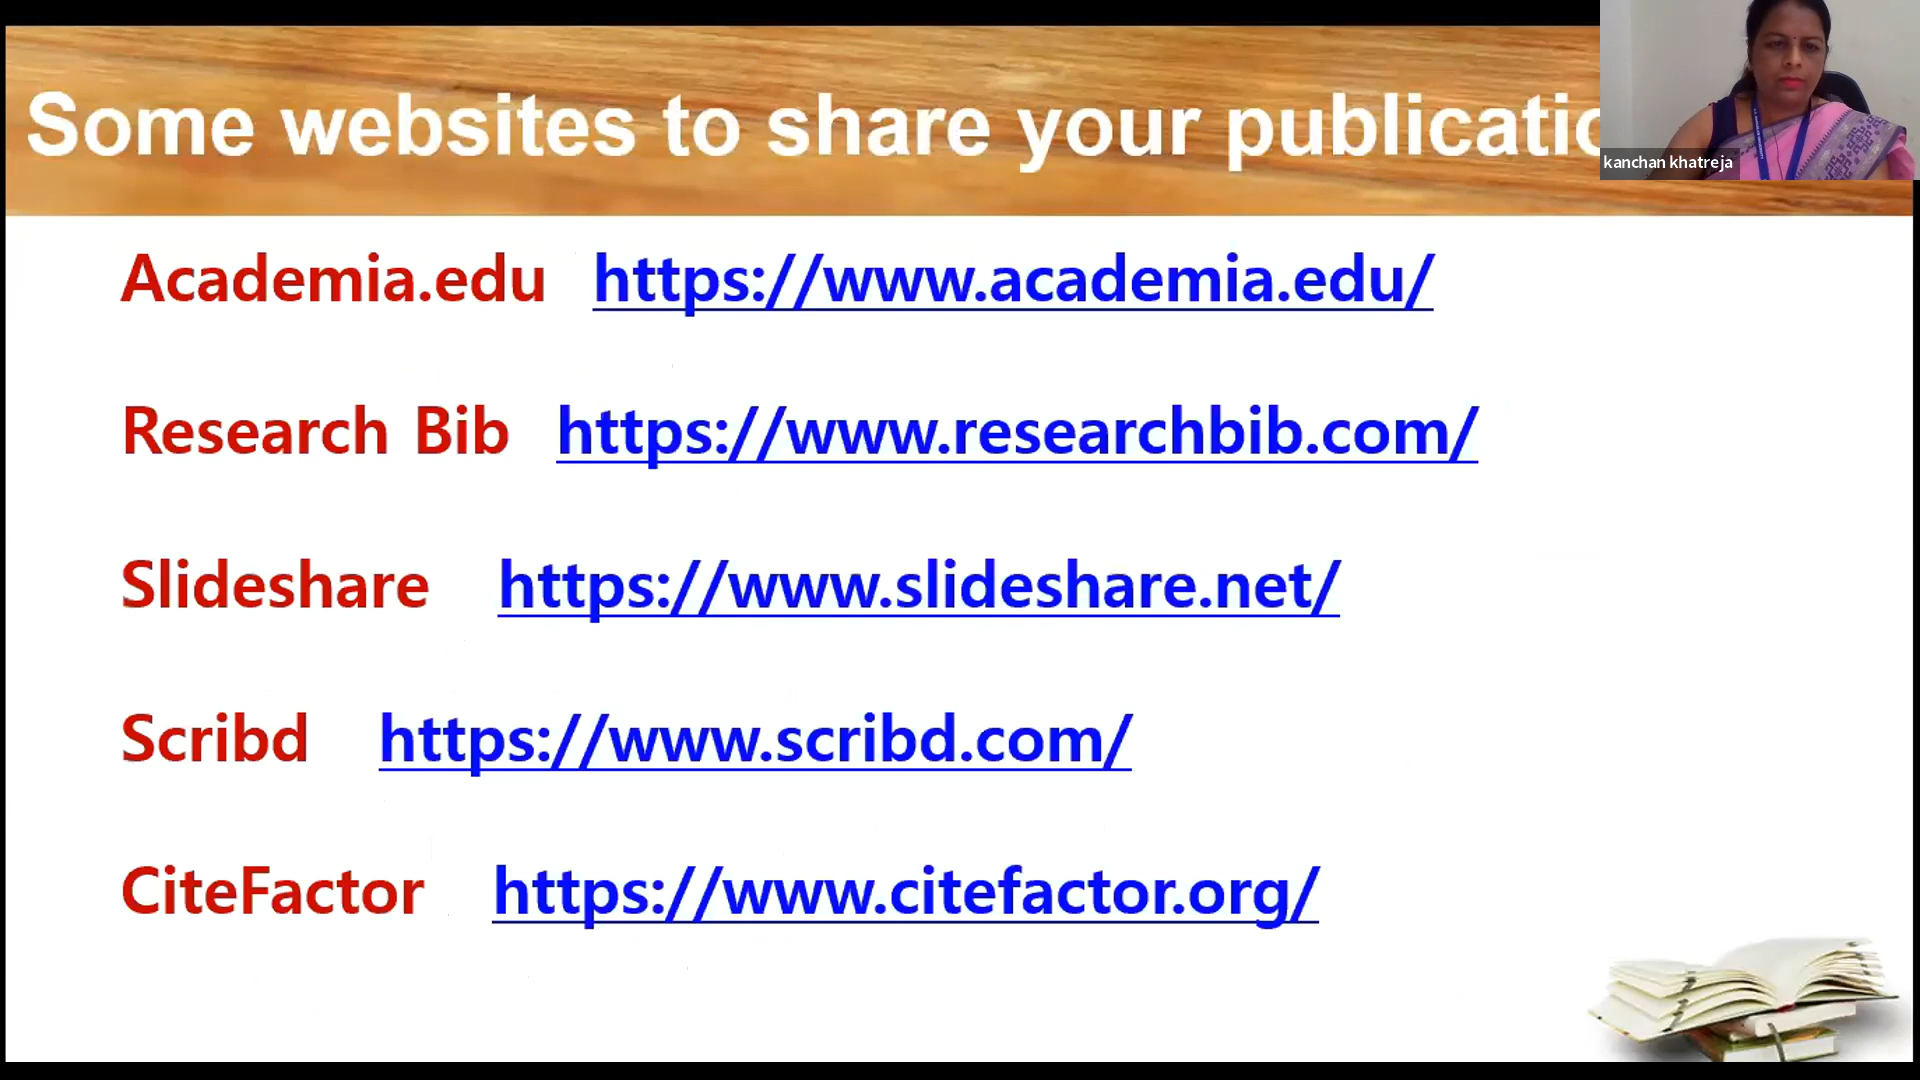 Some websites to share your publicatio
kanchan khatreja
Academia.edu https://www.academia.edu/
Research Bib https://www.researchbib.com/
Slideshare https://www.slideshare.net/
Scribd https://www.scribd.com/
CiteFactor https://www.citefactor.org/